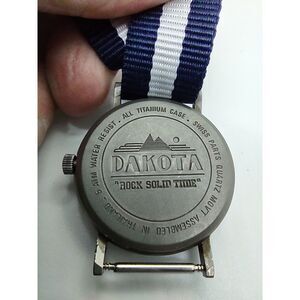 DAKOTA
"ROCK SOLID TIME"
5 ATM WATER RESIST · ALL TITANIUM CASE · SWISS PARTS QUARTZ MOVT ASSEMBLED IN THAILAND ·